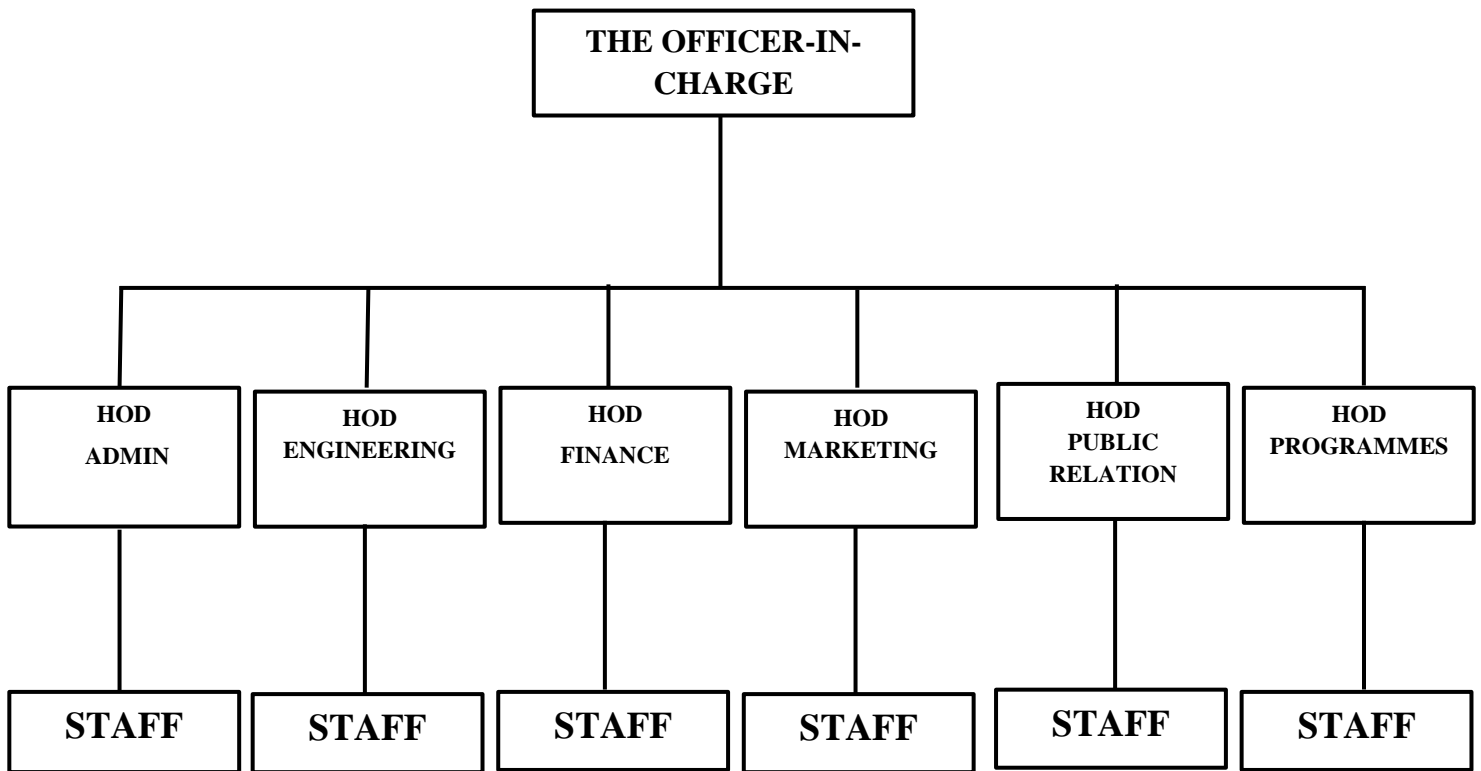 THE OFFICER-IN-
CHARGE
HOD
ADMIN
HOD
ENGINEERING
HOD
FINANCE
HOD
MARKETING
HOD
PUBLIC
RELATION
HOD
PROGRAMMES
STAFF
STAFF
STAFF
STAFF
STAFF
STAFF